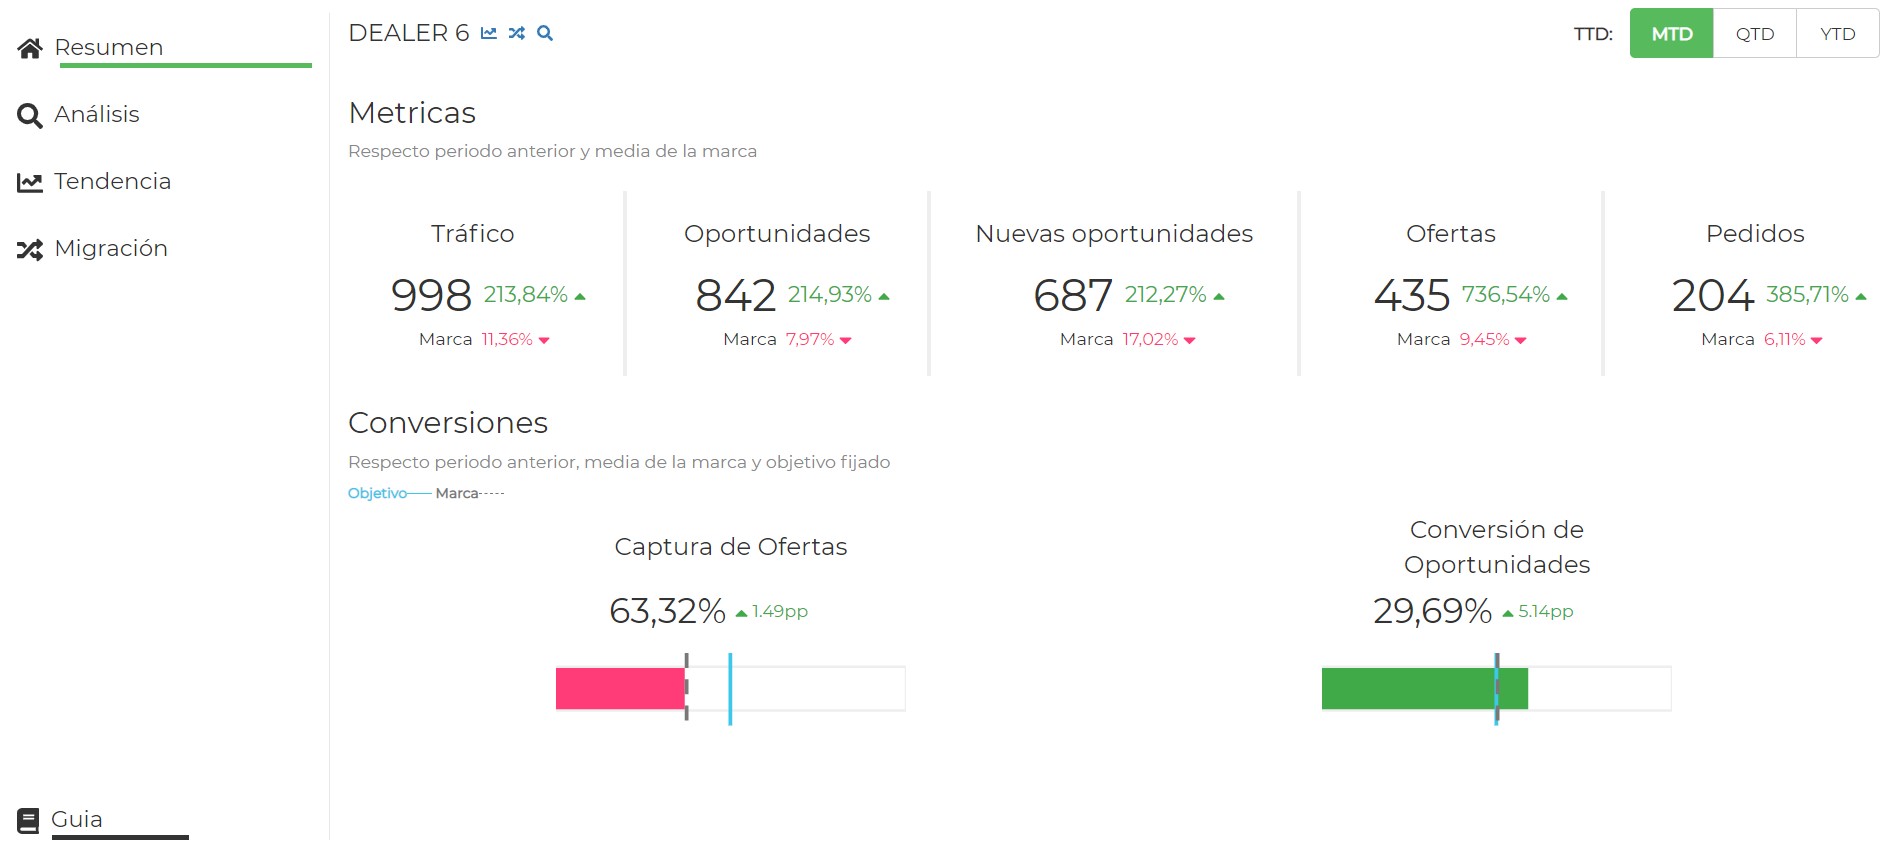 Resumen
Análisis
Tendencia
Migración
Guia
DEALER 6
TTD: MTD QTD YTD
Metricas
Respecto periodo anterior y media de la marca
Tráfico
998 213,84%
Marca 11,36%
Oportunidades
842 214,93%
Marca 7,97%
Nuevas oportunidades
687 212,27%
Marca 17,02%
Ofertas
435 736,54%
Marca 9,45%
Pedidos
204 385,71%
Marca 6,11%
Conversiones
Respecto periodo anterior, media de la marca y objetivo fijado
Objetivo Marca
Captura de Ofertas
63,32% 1.49pp
Conversión de
Oportunidades
29,69% 5.14pp